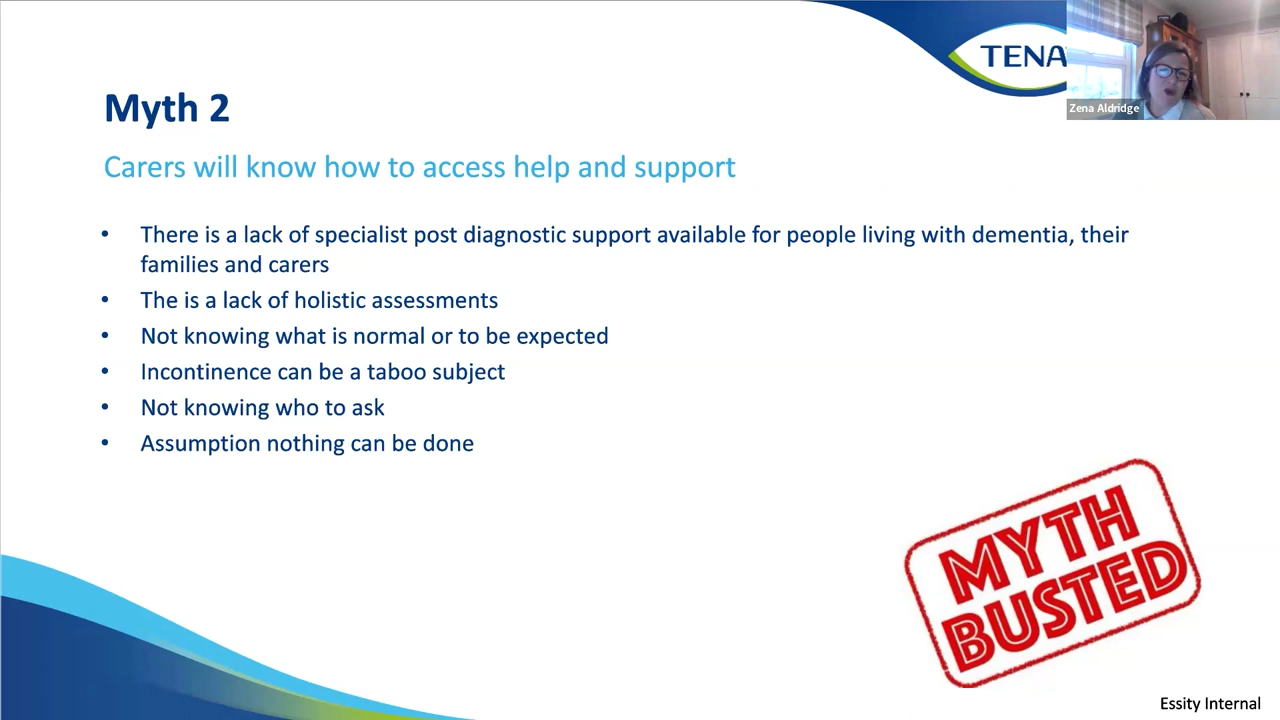 TENA
Zena Aldridge
Myth 2
Carers will know how to access help and support
• There is a lack of specialist post diagnostic support available for people living with dementia, their
families and carers
• The is a lack of holistic assessments
• Not knowing what is normal or to be expected
• Incontinence can be a taboo subject
• Not knowing who to ask
• Assumption nothing can be done
MYTH
BUSTED
Essity Internal